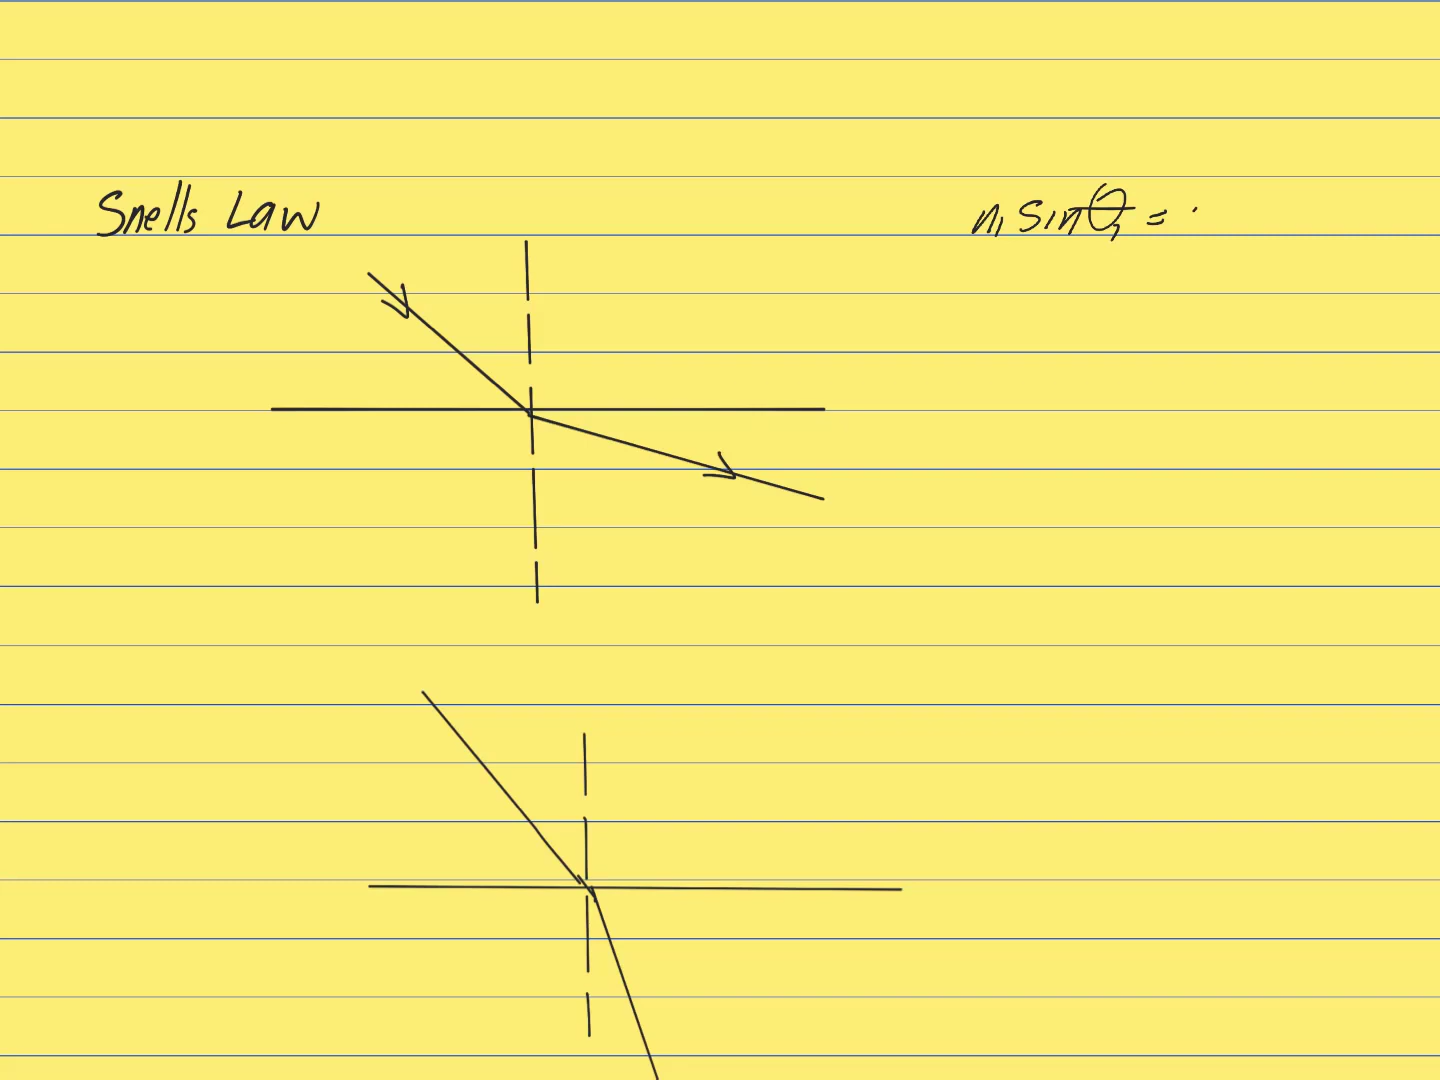 Snells Law
n₁ sinθ₁ =